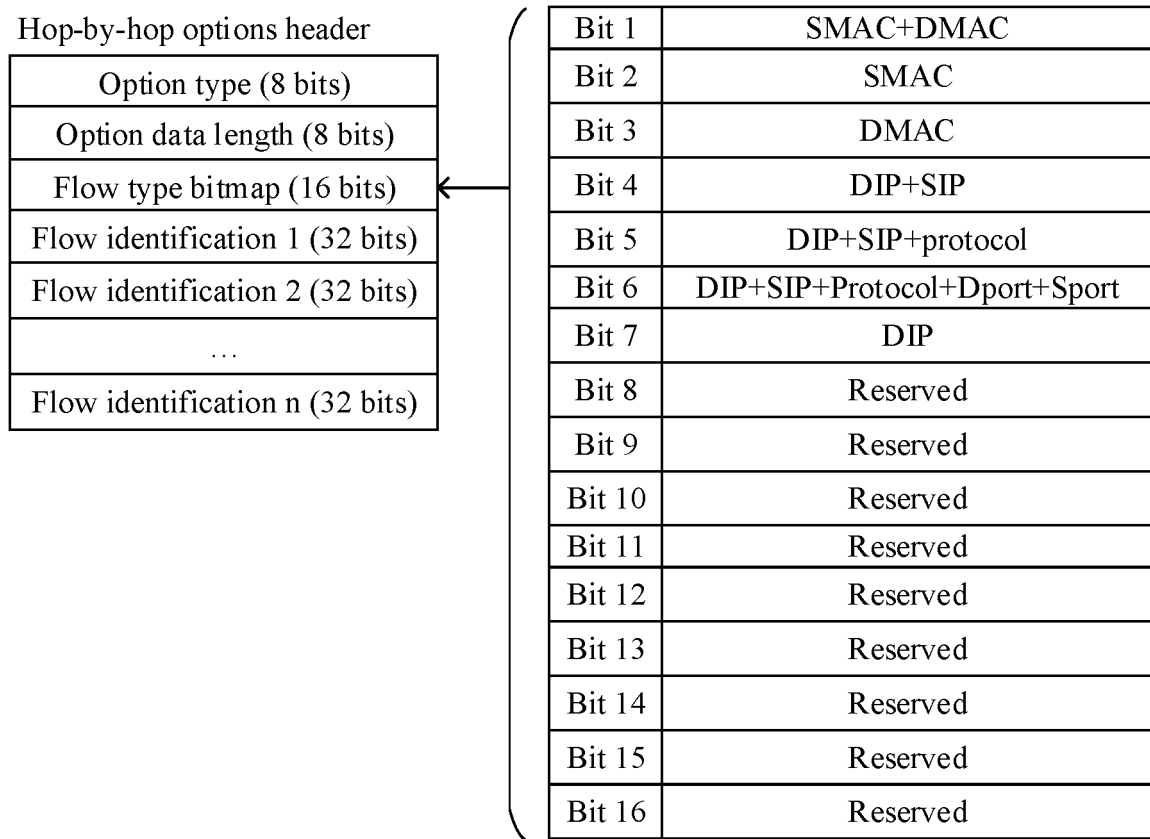 Hop-by-hop options header
Option type (8 bits)
Option data length (8 bits)
Flow type bitmap (16 bits)
Flow identification 1 (32 bits)
Flow identification 2 (32 bits)
...
Flow identification n (32 bits)
Bit 1 SMAC+DMAC
Bit 2 SMAC
Bit 3 DMAC
Bit 4 DIP+SIP
Bit 5 DIP+SIP+protocol
Bit 6 DIP+SIP+Protocol+Dport+Sport
Bit 7 DIP
Bit 8 Reserved
Bit 9 Reserved
Bit 10 Reserved
Bit 11 Reserved
Bit 12 Reserved
Bit 13 Reserved
Bit 14 Reserved
Bit 15 Reserved
Bit 16 Reserved